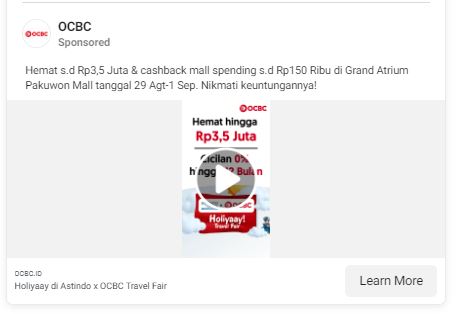 OCBC
OCBC
Sponsored
Hemat s.d Rp3,5 Juta & cashback mall spending s.d Rp150 Ribu di Grand Atrium
Pakuwon Mall tanggal 29 Agt-1 Sep. Nikmati keuntungannya!
OCBC
Hemat hingga
Rp3,5 Juta
Cicilan 0%
hingga 12 Bulan
OCBC
Holiyaay!
Travel Fair
OCBC.ID
Holiyaay di Astindo x OCBC Travel Fair
Learn More